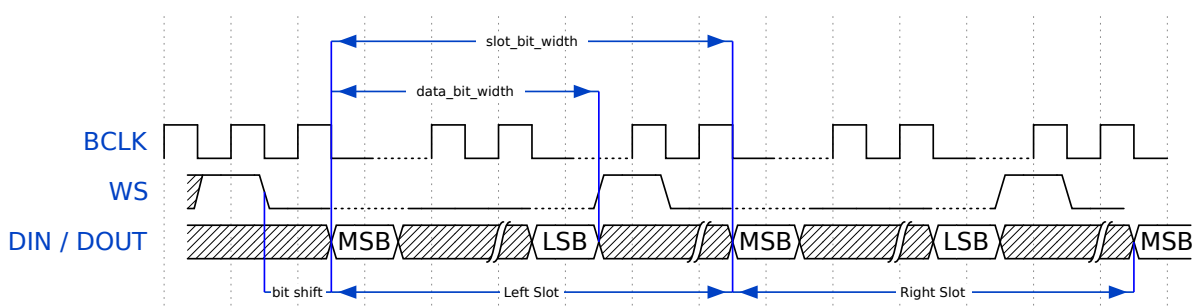 slot_bit_width
data_bit_width
BCLK
WS
DIN / DOUT MSB LSB MSB LSB MSB
bit shift Left Slot Right Slot